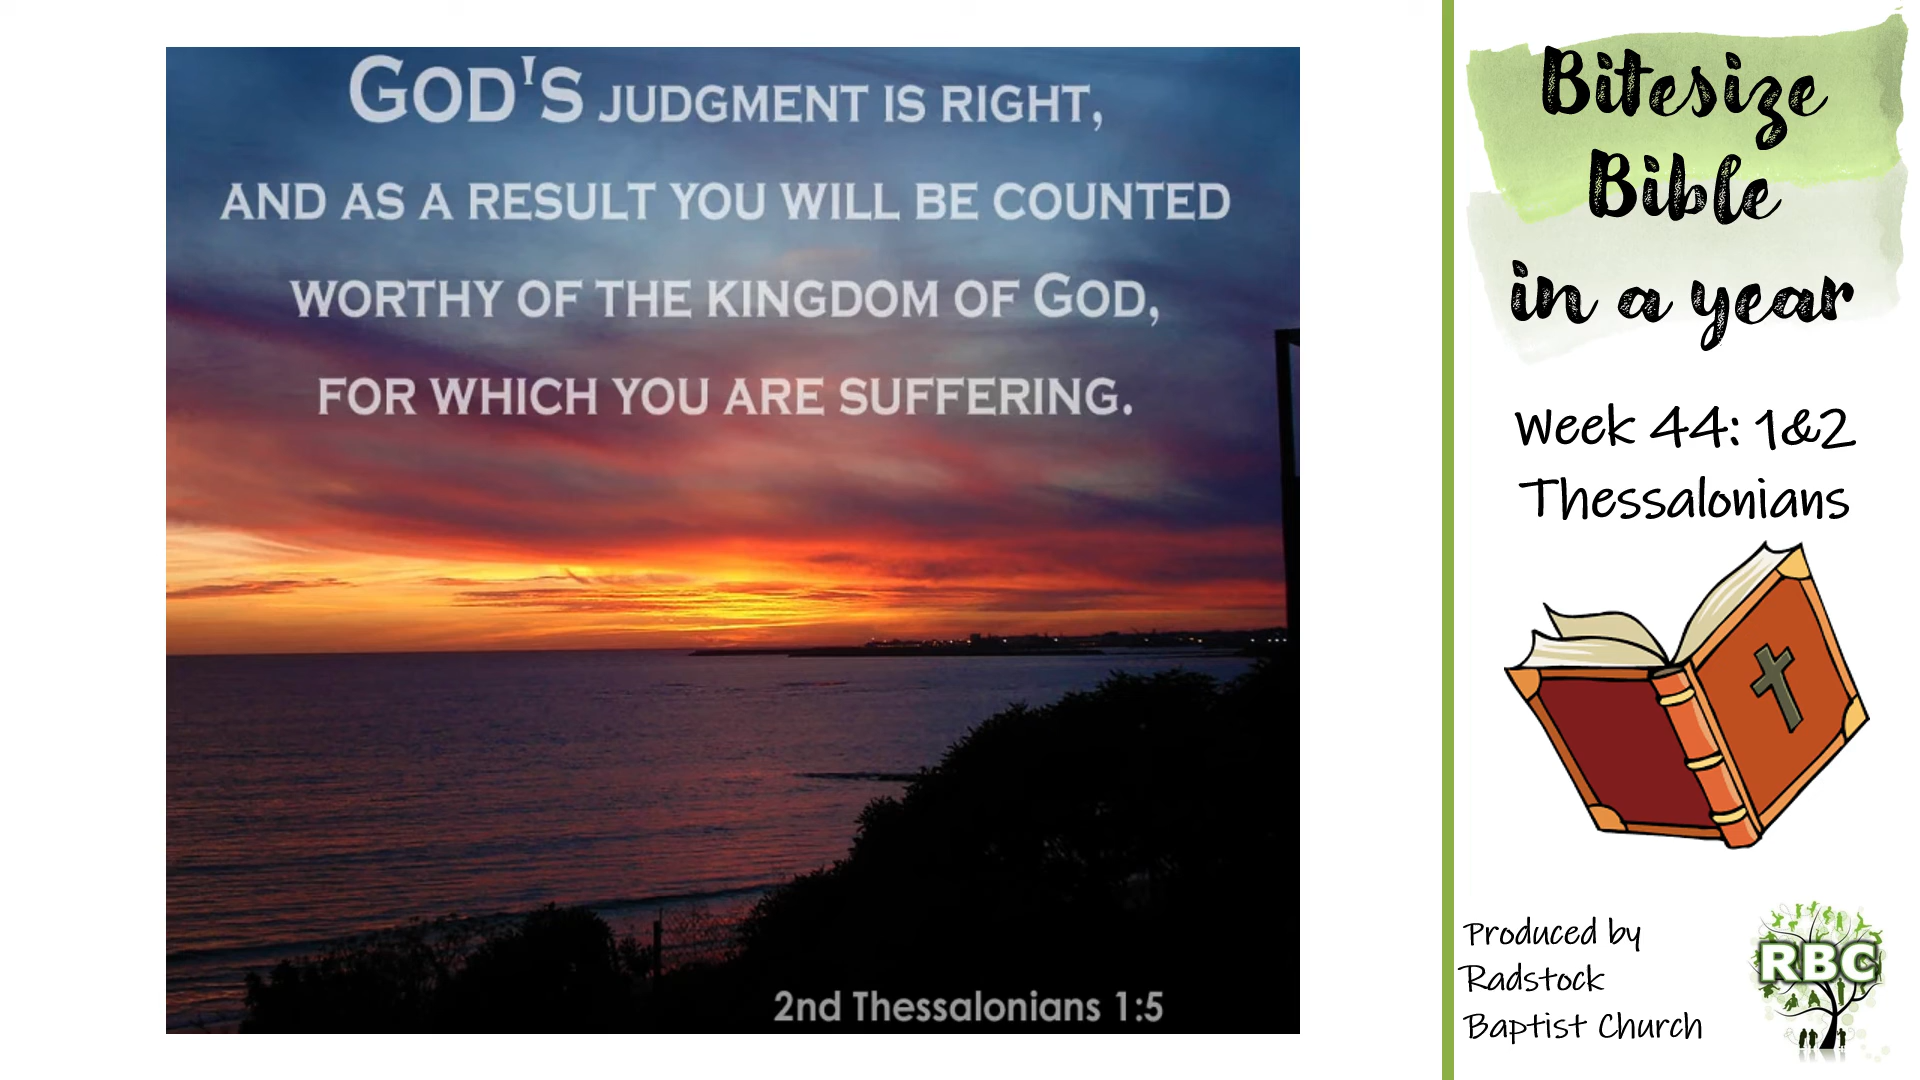 God's judgment is right,
and as a result you will be counted
worthy of the kingdom of God,
for which you are suffering.
2nd Thessalonians 1:5
Bitesize
Bible
in a year
Week 44: 1&2
Thessalonians
Produced by
Radstock
Baptist Church
RBC